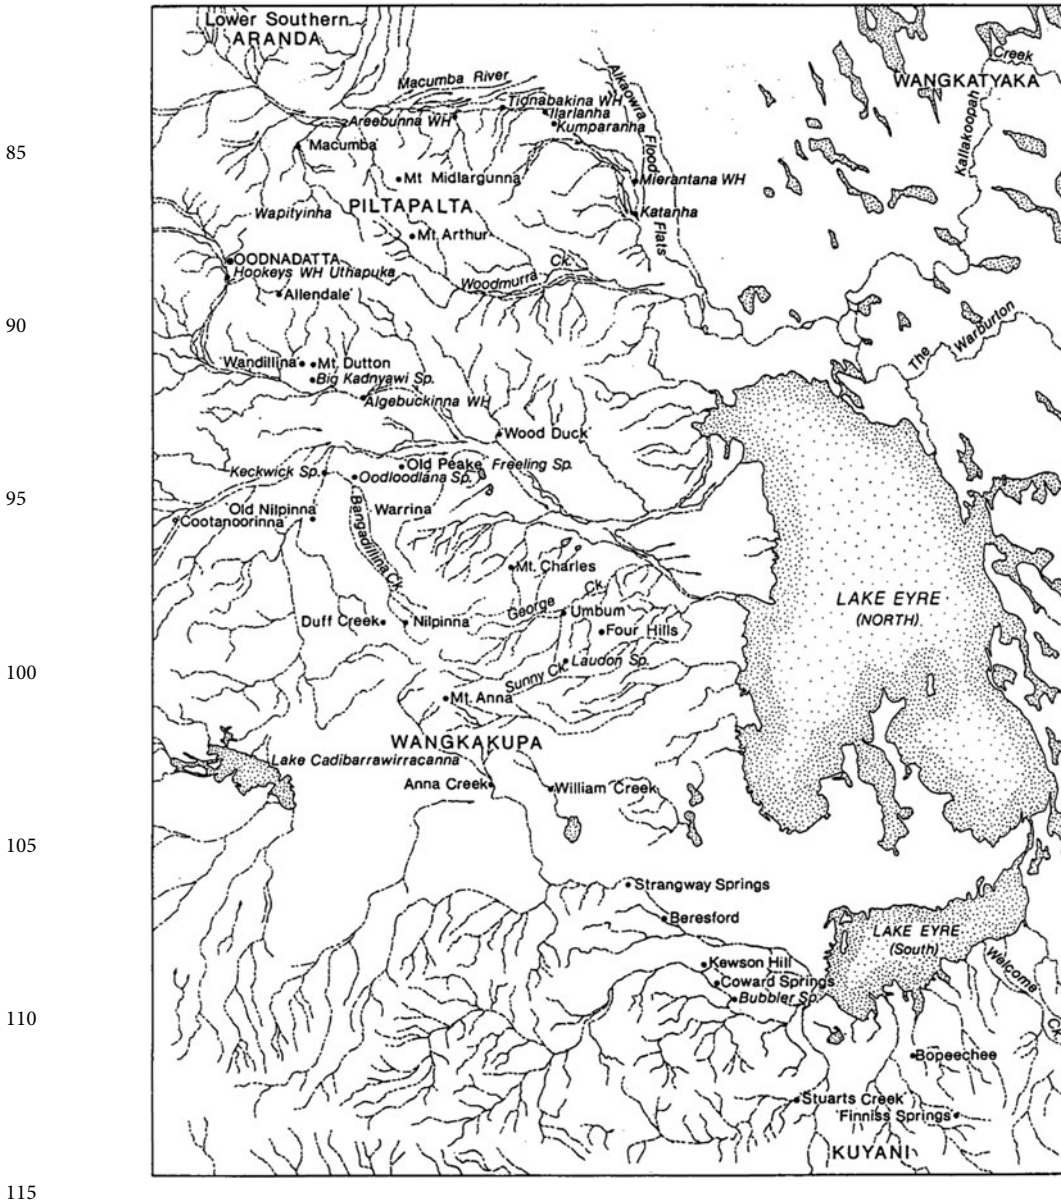 Lower Southern
ARANDA
Creek
WANGKATYAKA
Macumba River
Alkaowra Flood Flats
Kallakoopah
Tionabakina WH
Ilarlanha
Areebunna WH
Kumparanha
85
Macumba
Mt Midlargunna
Mierantana WH
Wapityinha
PILTAPALTA
Katanha
Mt. Arthur
OODNADATTA
Hookeys WH Uthapuka
Woodmurra Ck.
Allendale
90
The Warburton
Wandillina
Mt. Dutton
Big Kadnyawi Sp.
Algebuckinna WH
Wood Duck
Keckwick Sp.
Old Peake
Freeling Sp.
Oodloodlana Sp.
95
Old Nilpinna
Warrina
Cootanoorinna
Bangadillina Ck.
Mt. Charles
LAKE EYRE
(NORTH)
George Ck.
Umbum
Duff Creek
Nilpinna
Four Hills
100
Sunny Ck.
Laudon Sp.
Mt. Anna
WANGKAKUPA
Lake Cadibarrawirracanna
Anna Creek
William Creek
105
Strangway Springs
Beresford
LAKE EYRE
(South)
Kewson Hill
Welcome Ck.
Coward Springs
Bubbler Sp.
110
Bopeechee
Stuarts Creek
Finniss Springs
KUYANI
115